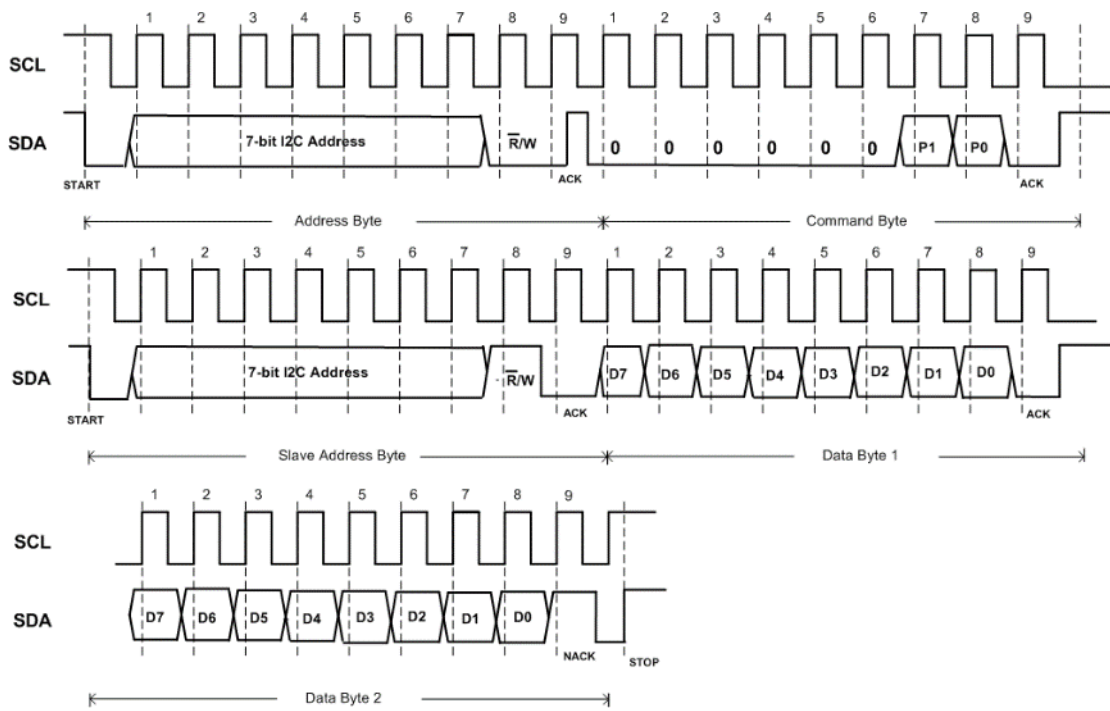 1 2 3 4 5 6 7 8 9 1 2 3 4 5 6 7 8 9
SCL
SDA 7-bit I2C Address R̅/W 0 0 0 0 0 0 P1 P0
START ACK ACK
Address Byte Command Byte
1 2 3 4 5 6 7 8 9 1 2 3 4 5 6 7 8 9
SCL
SDA 7-bit I2C Address R̅/W D7 D6 D5 D4 D3 D2 D1 D0
START ACK ACK
Slave Address Byte Data Byte 1
1 2 3 4 5 6 7 8 9
SCL
SDA D7 D6 D5 D4 D3 D2 D1 D0
NACK STOP
Data Byte 2